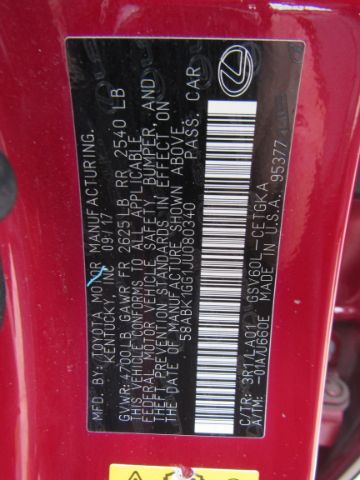 MFD. BY: TOYOTA MOTOR MANUFACTURING.
KENTUCKY, INC. 09/17
GVWR: 4700LB GAWR FR 2625LB RR 2540 LB
THIS VEHICLE CONFORMS TO ALL APPLICABLE
FEDERAL MOTOR VEHICLE SAFETY, BUMPER, AND
THEFT PREVENTION STANDARDS IN EFFECT ON
THE DATE OF MANUFACTURE SHOWN ABOVE.
58ABK1GG1JU080340 PASS. CAR
C/TR: 3R1/LA01 GSV60L-CETGKA
A/TM: -01A/U660E MADE IN U.S.A. 95377